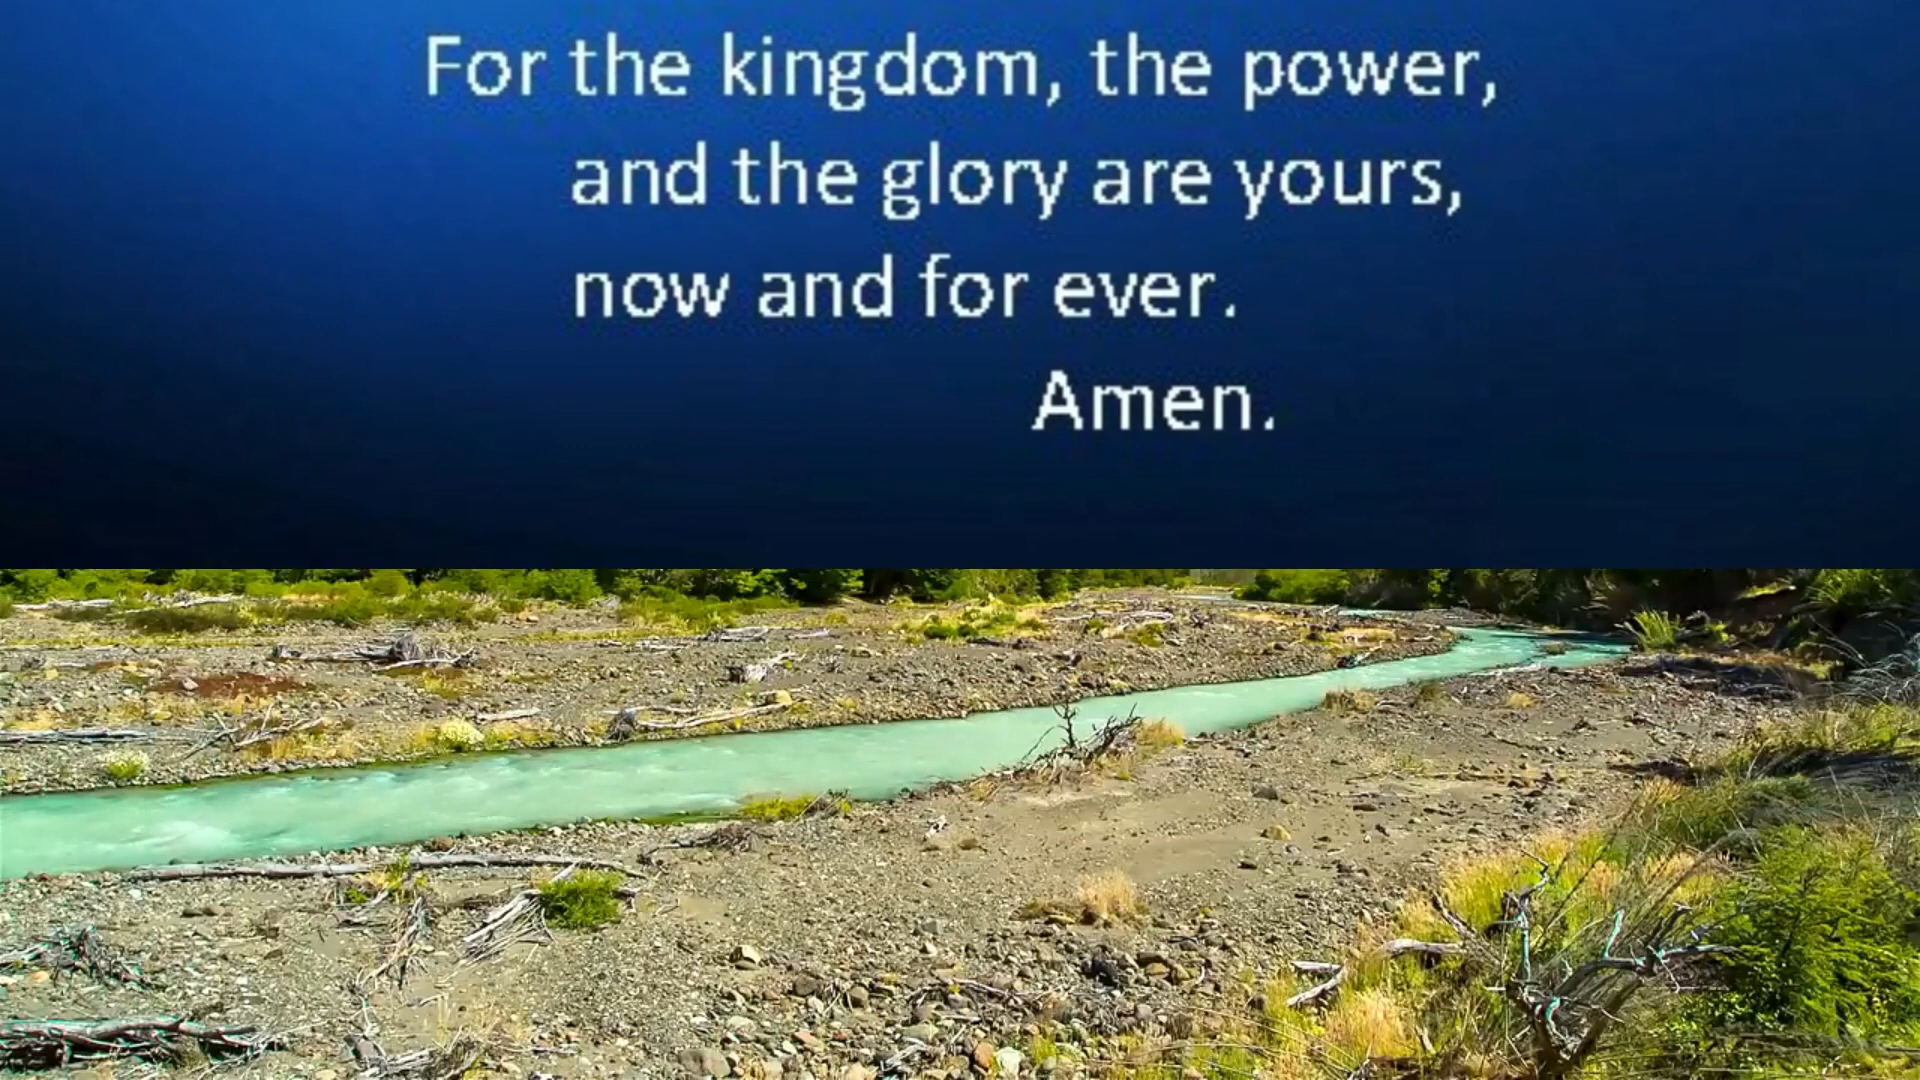 For the kingdom, the power,
and the glory are yours,
now and for ever.
Amen.